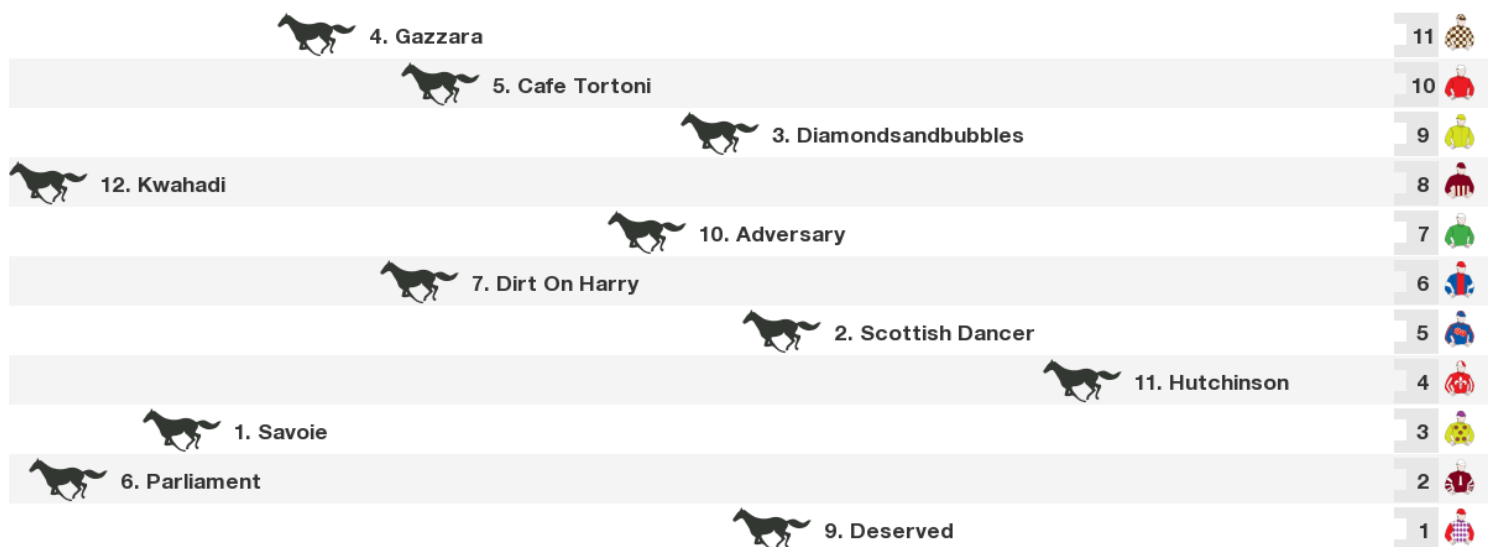 4. Gazzara 11
5. Cafe Tortoni 10
3. Diamondsandbubbles 9
12. Kwahadi 8
10. Adversary 7
7. Dirt On Harry 6
2. Scottish Dancer 5
11. Hutchinson 4
1. Savoie 3
6. Parliament 2
9. Deserved 1